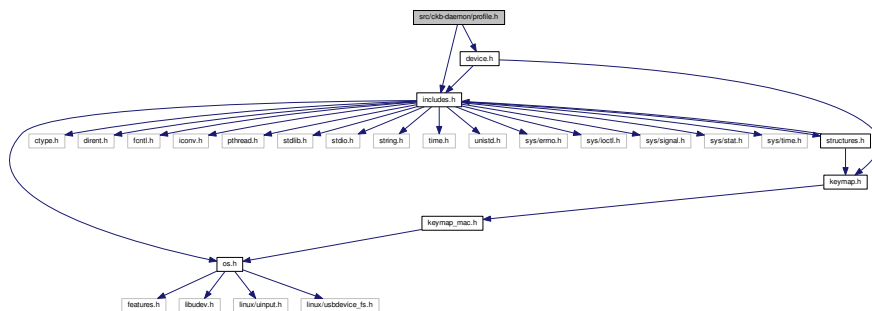 src/ckb-daemon/profile.h
device.h
includes.h
ctype.h
dirent.h
fcntl.h
iconv.h
pthread.h
stdlib.h
stdio.h
string.h
time.h
unistd.h
sys/errno.h
sys/ioctl.h
sys/signal.h
sys/stat.h
sys/time.h
structures.h
keymap.h
keymap_mac.h
os.h
features.h
libudev.h
linux/uinput.h
linux/usbdevice_fs.h